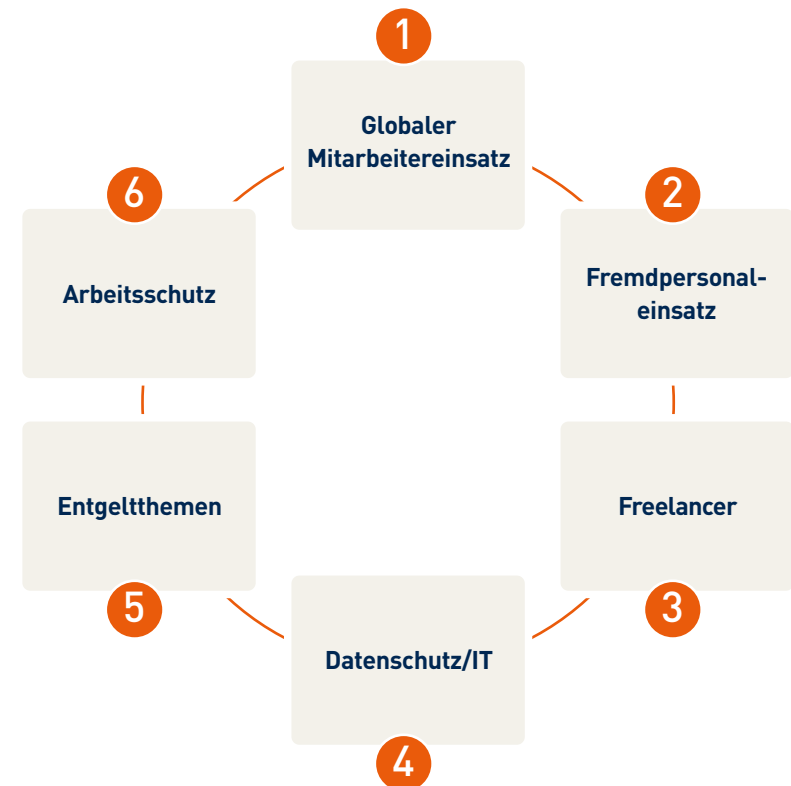 1
Globaler
Mitarbeitereinsatz
2
Fremdpersonal-
einsatz
3
Freelancer
4
Datenschutz/IT
5
Entgeltthemen
6
Arbeitsschutz